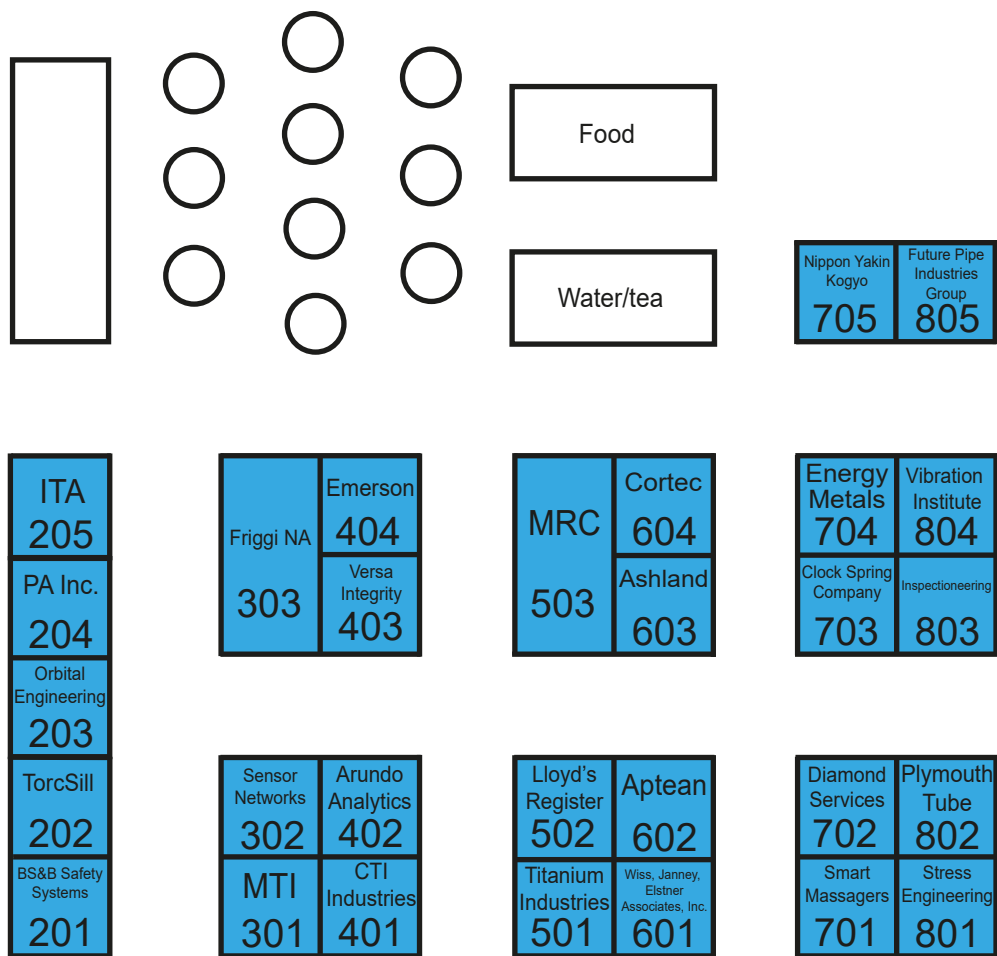 Food
Water/tea
Nippon Yakin
Kogyo
705
Future Pipe
Industries
Group
805
ITA
205
PA Inc.
204
Orbital
Engineering
203
TorcSill
202
BS&B Safety
Systems
201
Friggi NA
303
Emerson
404
Versa
Integrity
403
MRC
503
Cortec
604
Ashland
603
Energy
Metals
704
Vibration
Institute
804
Clock Spring
Company
703
Inspectioneering
803
Sensor
Networks
302
Arundo
Analytics
402
MTI
301
CTI
Industries
401
Lloyd's
Register
502
Aptean
602
Titanium
Industries
501
Wiss, Janney,
Elstner
Associates, Inc.
601
Diamond
Services
702
Plymouth
Tube
802
Smart
Massagers
701
Stress
Engineering
801